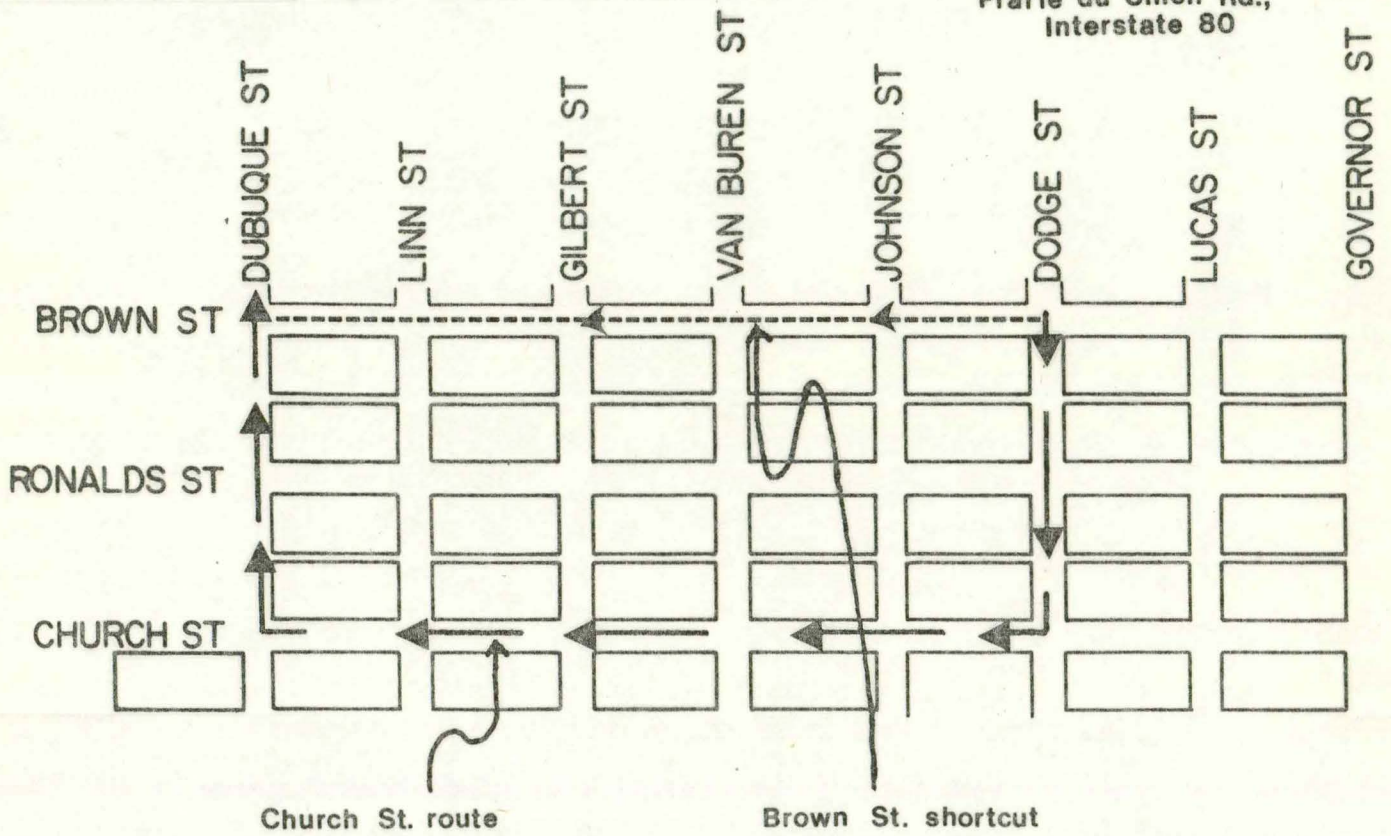 Interstate 80
DUBUQUE ST
LINN ST
GILBERT ST
VAN BUREN ST
JOHNSON ST
DODGE ST
LUCAS ST
GOVERNOR ST
BROWN ST
RONALDS ST
CHURCH ST
Church St. route
Brown St. shortcut